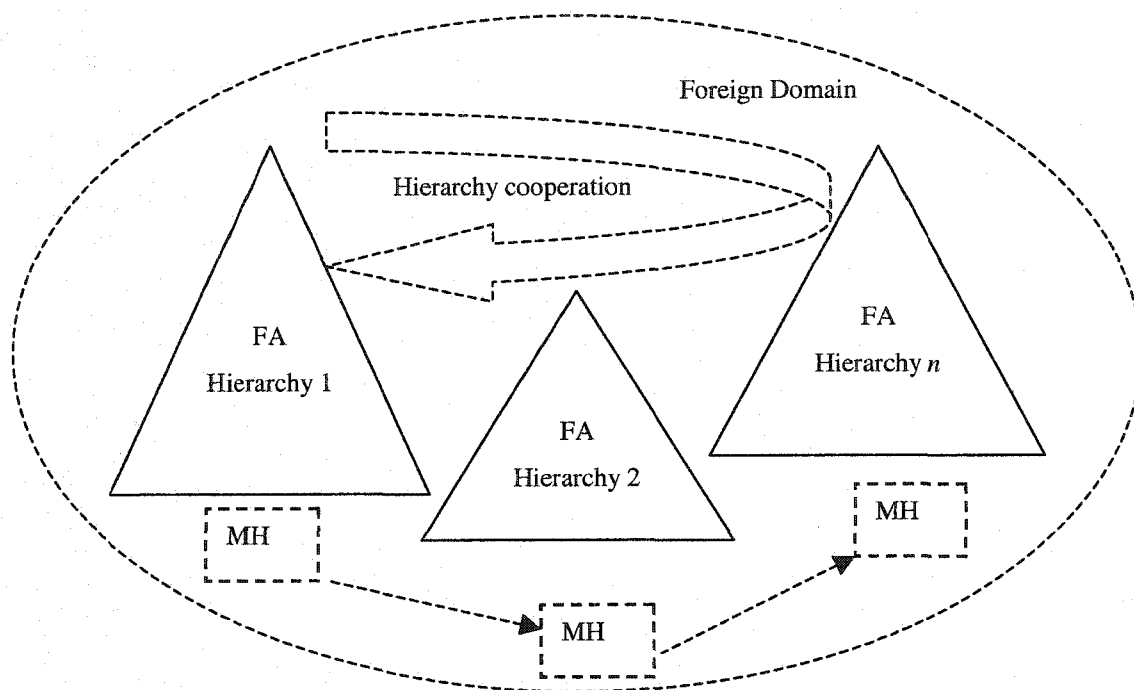 Foreign Domain
Hierarchy cooperation
FA
Hierarchy 1
FA
Hierarchy 2
FA
Hierarchy n
MH
MH
MH